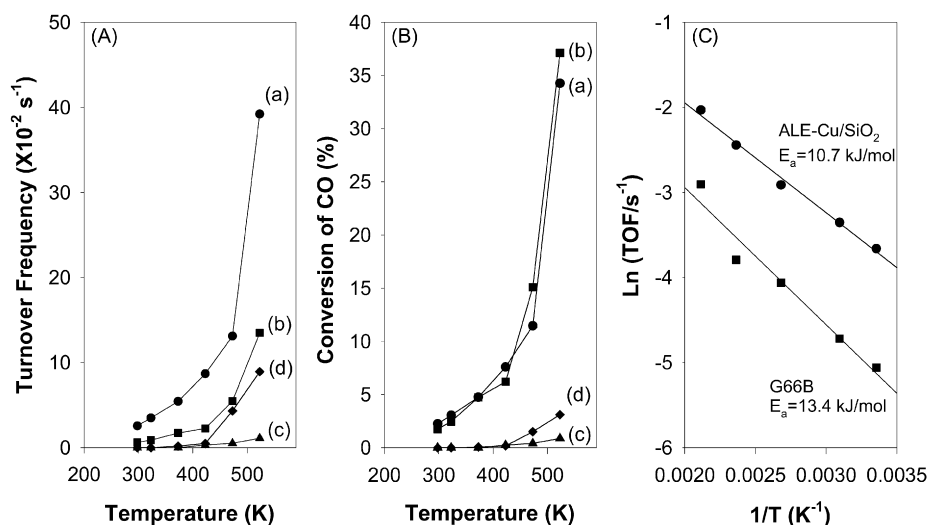 (A)
50
40
30
20
10
0
200
300
400
500
Temperature (K)
Turnover Frequency (X10⁻² s⁻¹)
(a)
(b)
(d)
(c)
(B)
40
35
30
25
20
15
10
5
0
200
300
400
500
Temperature (K)
Conversion of CO (%)
(b)
(a)
(d)
(c)
(C)
-1
-2
-3
-4
-5
-6
0.0020
0.0025
0.0030
0.0035
1/T (K⁻¹)
Ln (TOF/s⁻¹)
ALE-Cu/SiO₂
Eₐ=10.7 kJ/mol
G66B
Eₐ=13.4 kJ/mol